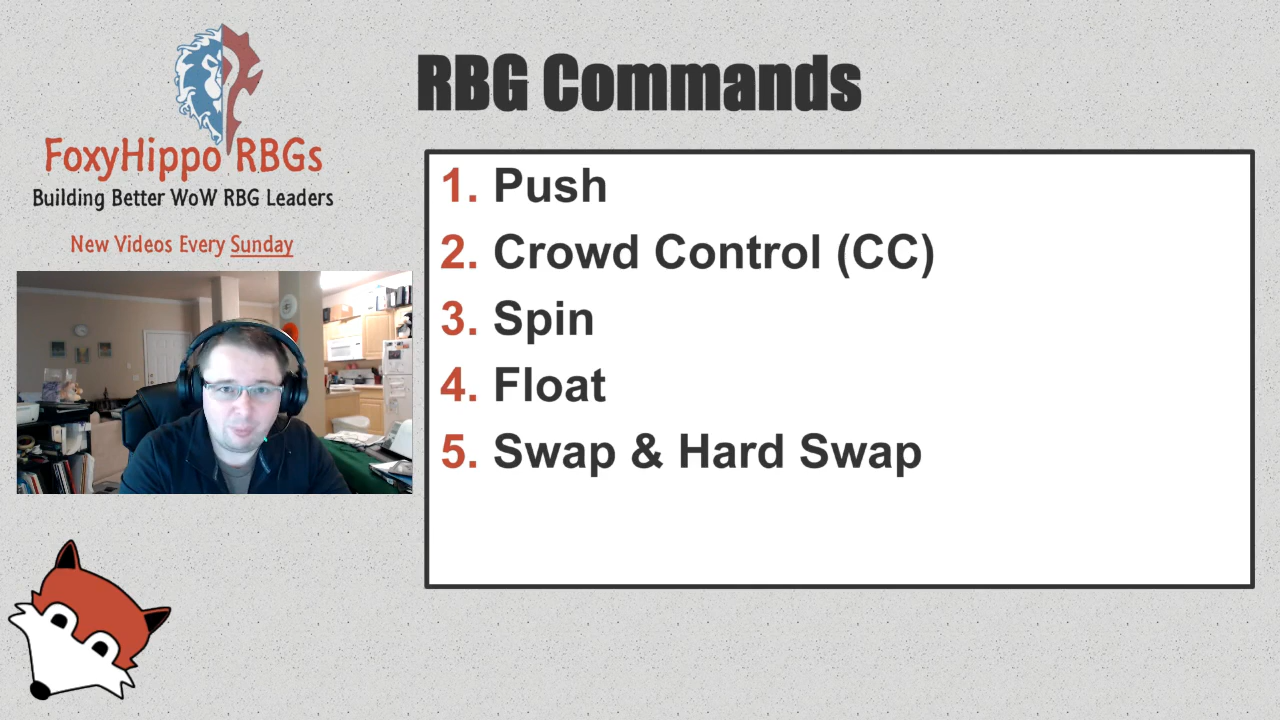 RBG Commands
FoxyHippo RBGs
Building Better WoW RBG Leaders
New Videos Every Sunday
1. Push
2. Crowd Control (CC)
3. Spin
4. Float
5. Swap & Hard Swap